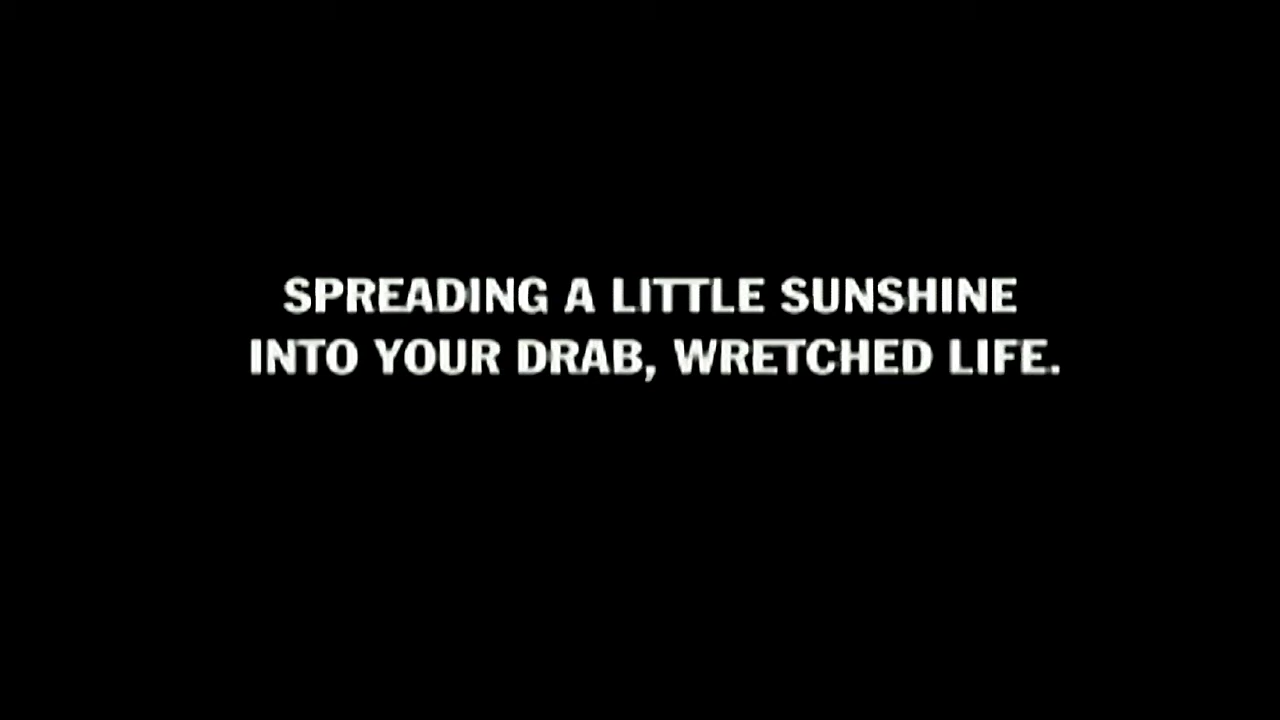 SPREADING A LITTLE SUNSHINE
INTO YOUR DRAB, WRETCHED LIFE.